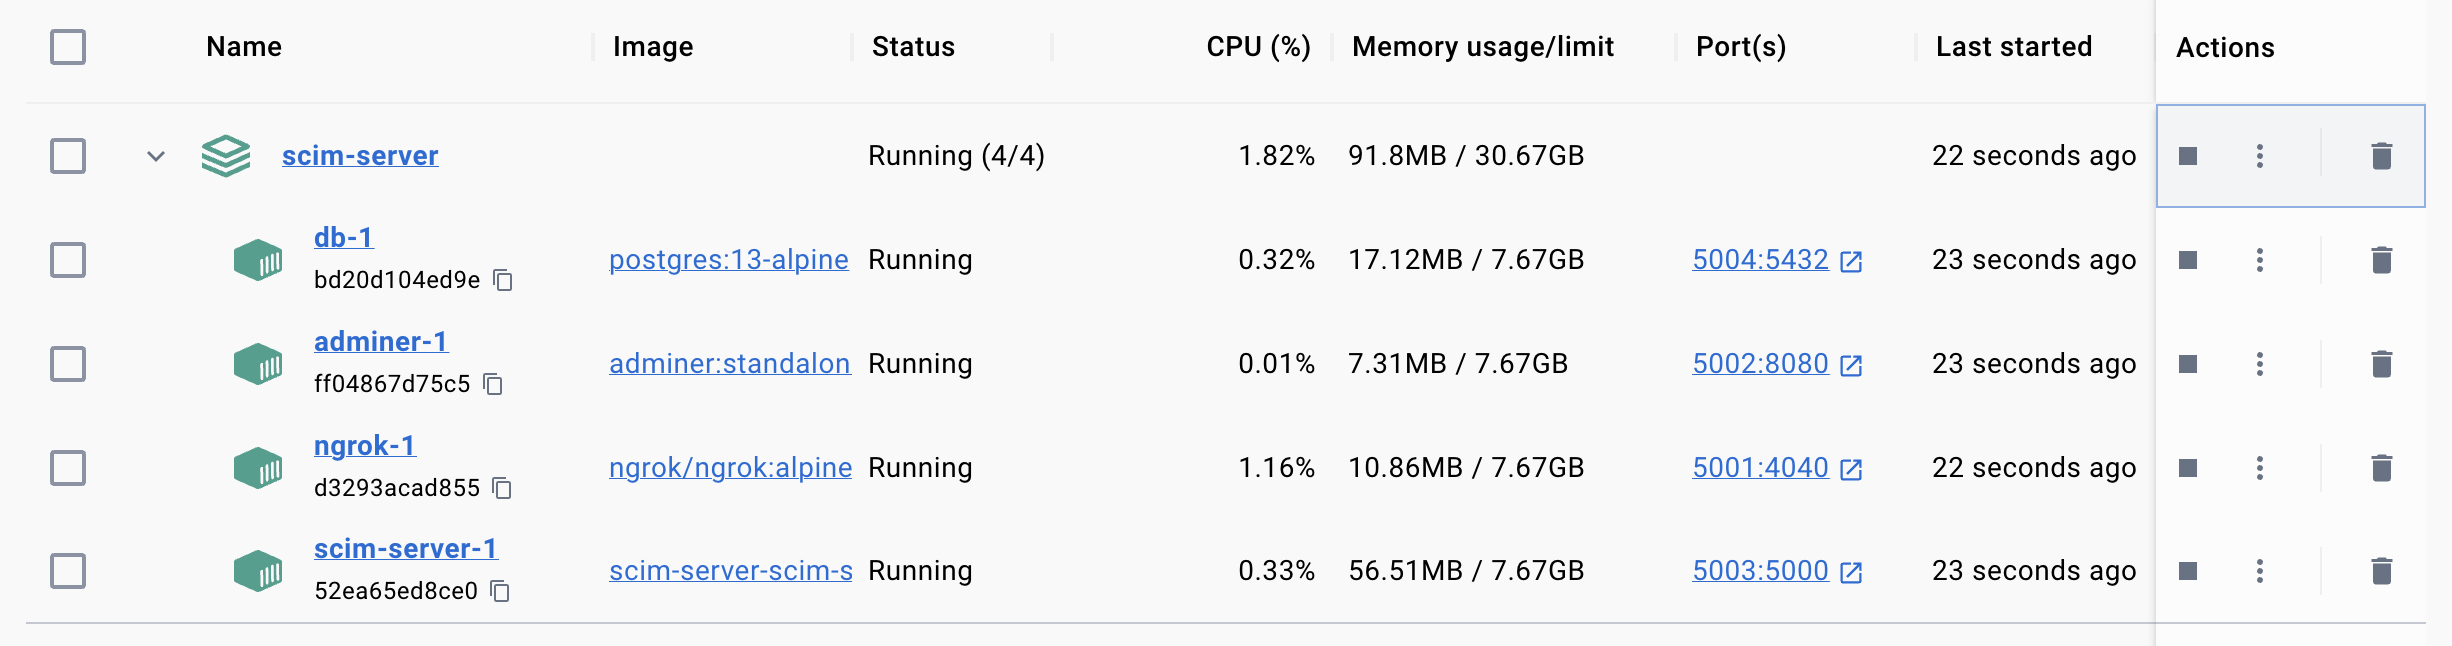 Name Image Status CPU (%) Memory usage/limit Port(s) Last started Actions
scim-server Running (4/4) 1.82% 91.8MB / 30.67GB 22 seconds ago
db-1
bd20d104ed9e postgres:13-alpine Running 0.32% 17.12MB / 7.67GB 5004:5432 23 seconds ago
adminer-1
ff04867d75c5 adminer:standalon Running 0.01% 7.31MB / 7.67GB 5002:8080 23 seconds ago
ngrok-1
d3293acad855 ngrok/ngrok:alpine Running 1.16% 10.86MB / 7.67GB 5001:4040 22 seconds ago
scim-server-1
52ea65ed8ce0 scim-server-scim-s Running 0.33% 56.51MB / 7.67GB 5003:5000 23 seconds ago